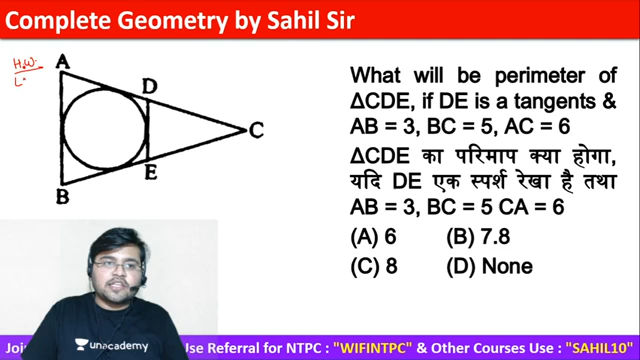 Complete Geometry by Sahil Sir
H.W.
A
D
C
E
B
What will be perimeter of
ΔCDE, if DE is a tangents &
AB = 3, BC = 5, AC = 6
ΔCDE का परिमाप क्या होगा,
यदि DE एक स्पर्श रेखा है तथा
AB = 3, BC = 5 CA = 6
(A) 6 (B) 7.8
(C) 8 (D) None
unacademy
Use Referral for NTPC : "WIFINTPC" & Other Courses Use : "SAHIL10"